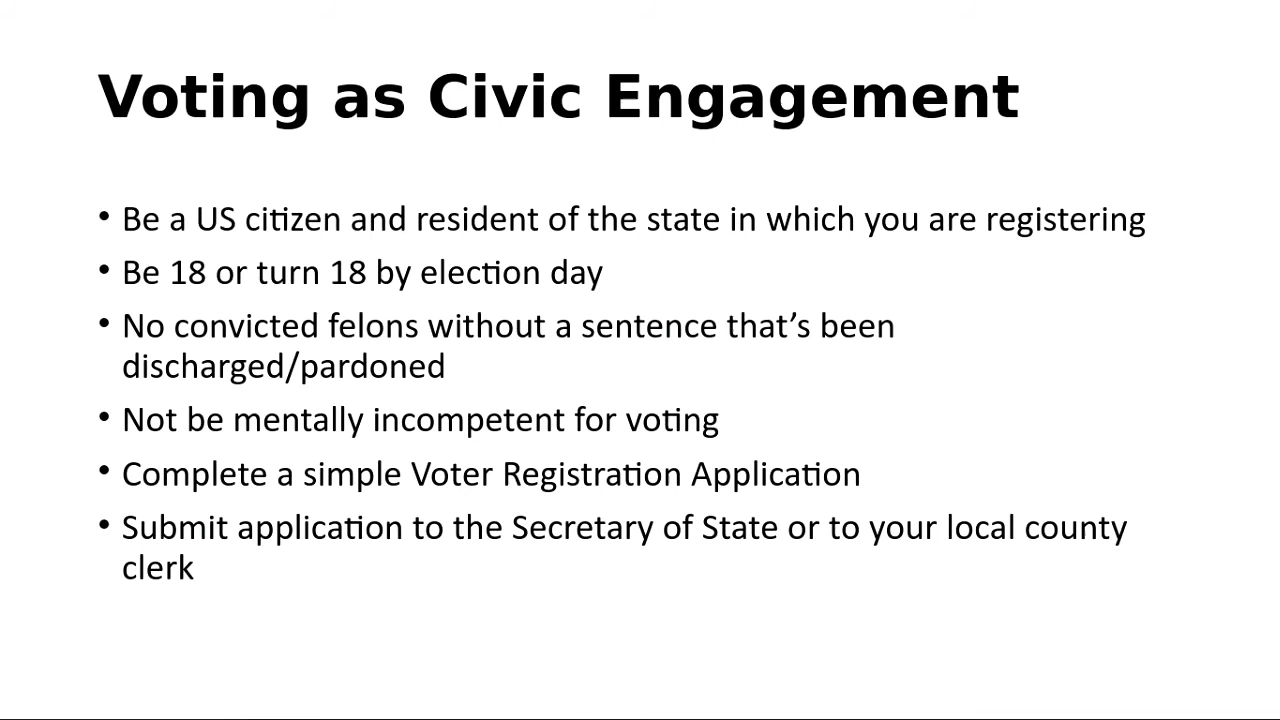 Voting as Civic Engagement
• Be a US citizen and resident of the state in which you are registering
• Be 18 or turn 18 by election day
• No convicted felons without a sentence that’s been
discharged/pardoned
• Not be mentally incompetent for voting
• Complete a simple Voter Registration Application
• Submit application to the Secretary of State or to your local county
clerk